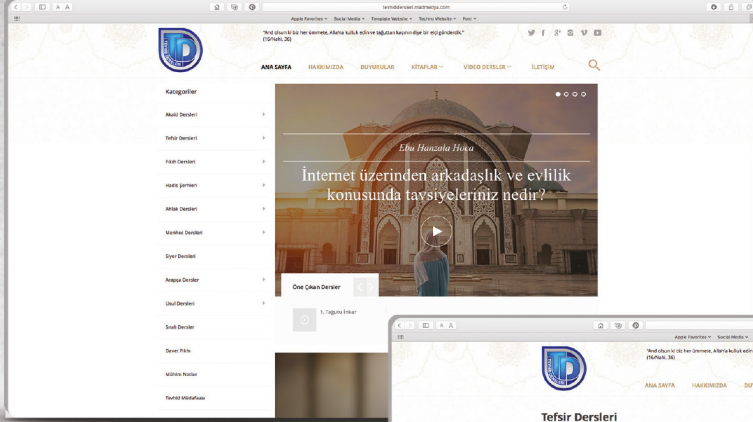 tevhiddersleri.madmedya.com
Apple Favorites Social Media Template Website Techno Website Font
"And olsun ki biz her ümmete, Allah'a kulluk edin ve tağuttan kaçının diye bir elçi gönderdik."
(16/Nahl, 36)
TD
ANA SAYFA HAKKIMIZDA DUYURULAR KİTAPLAR VİDEO DERSLER İLETİŞİM
Kategoriler
Akaid Dersleri
Tefsir Dersleri
Fıkıh Dersleri
Hadis Şerhleri
Ahlak Dersleri
Menhec Dersleri
Siyer Dersleri
Arapça Dersler
Usul Dersleri
Sesli Dersler
Davet Fıkhı
Mühim Notlar
Tevhid Müdafaası
Ebu Hanzala Hoca
İnternet üzerinden arkadaşlık ve evlilik
konusunda tavsiyeleriniz nedir?
Öne Çıkan Dersler
1. Tağutu İnkar
Apple Favorites Social Media
"And olsun ki biz her ümmete, Allah'a kulluk edin
(16/Nahl, 36)
TD
ANA SAYFA HAKKIMIZDA DU
Tefsir Dersleri